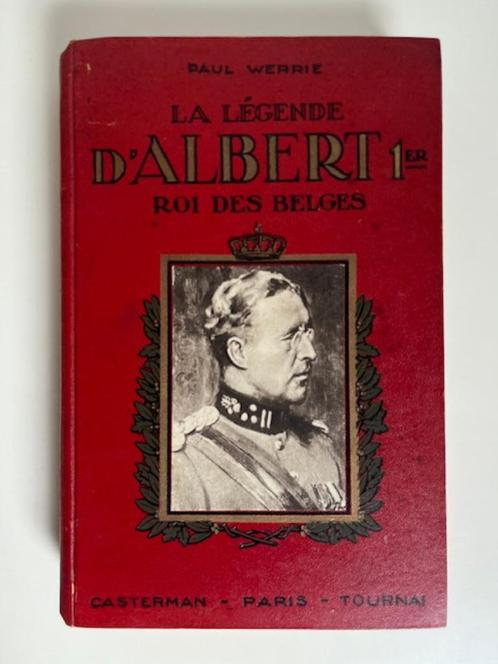 PAUL WERRIE
LA LÉGENDE
D'ALBERT 1ER
ROI DES BELGES
CASTERMAN - PARIS - TOURNAI